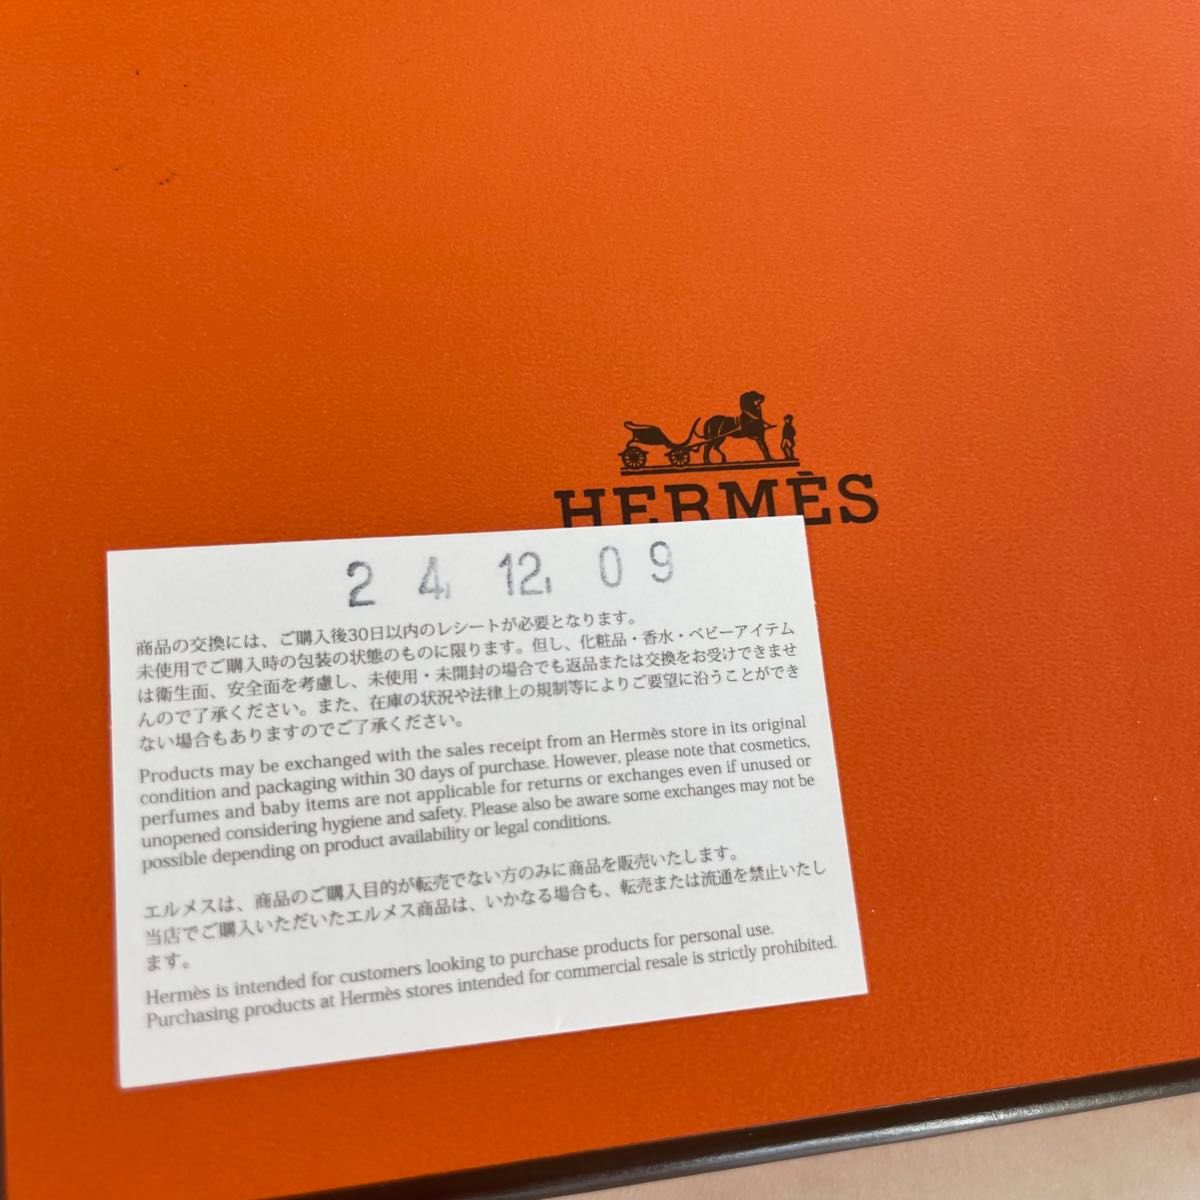 HERMÈS
24.12.09
商品の交換には、ご購入後30日以内のレシートが必要となります。
未使用でご購入時の包装の状態のものに限ります。但し、化粧品・香水・ベビーアイテム
は衛生面、安全面を考慮し、未使用・未開封の場合でも返品または交換をお受けできませ
んので了承ください。また、在庫の状況や法律上の規制等によりご要望に沿うことができ
ない場合もありますのでご了承ください。
Products may be exchanged with the sales receipt from an Hermès store in its original
condition and packaging within 30 days of purchase. However, please note that cosmetics,
perfumes and baby items are not applicable for returns or exchanges even if unused or
unopened considering hygiene and safety. Please also be aware some exchanges may not be
possible depending on product availability or legal conditions.
エルメスは、商品のご購入目的が転売でない方のみに商品を販売いたします。
当店でご購入いただいたエルメス商品は、いかなる場合も、転売または流通を禁止いたし
ます。
Hermès is intended for customers looking to purchase products for personal use.
Purchasing products at Hermès stores intended for commercial resale is strictly prohibited.